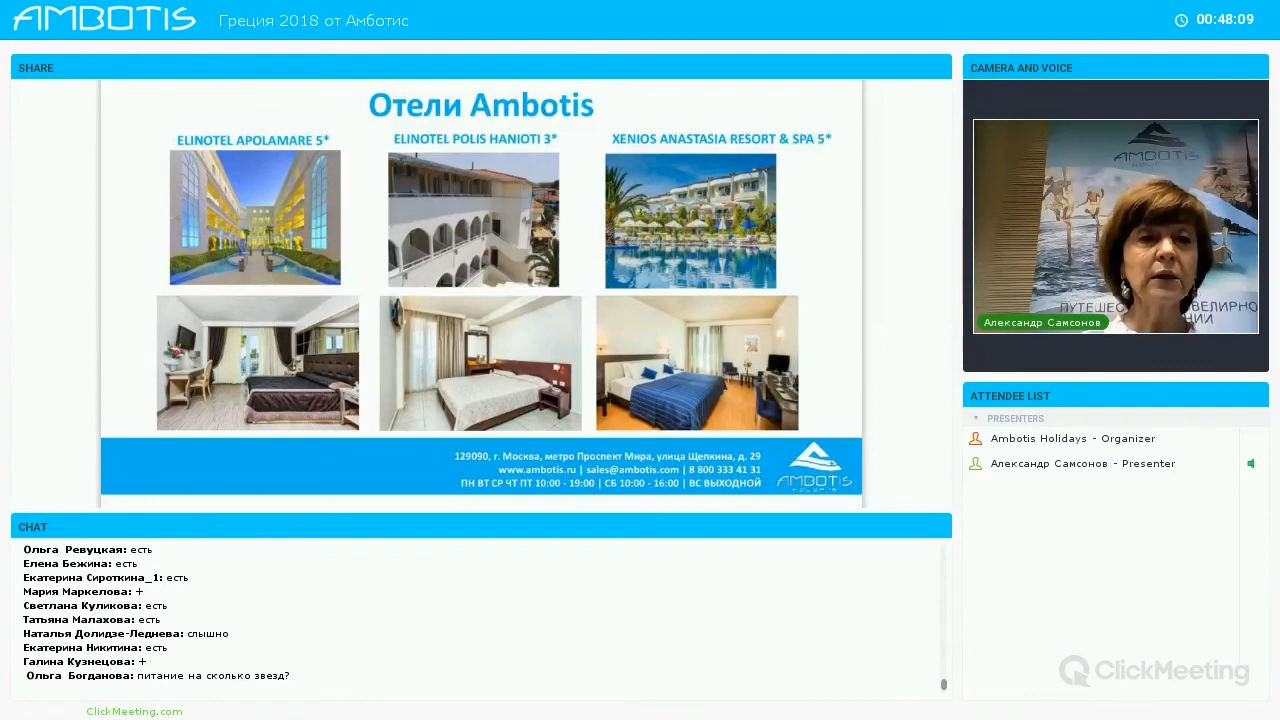 AMBOTIS
Греция 2018 от Амботис
00:48:09
SHARE
Отели Ambotis
ELINOTEL APOLAMARE 5*
ELINOTEL POLIS HANIOTI 3*
XENIOS ANASTASIA RESORT & SPA 5*
129090, г. Москва, метро Проспект Мира, улица Щепкина, д. 29
www.ambotis.ru | sales@ambotis.com | 8 800 333 41 31
ПН ВТ СР ЧТ ПТ 10:00 - 19:00 | СБ 10:00 - 16:00 | ВС ВЫХОДНОЙ
AMBOTIS
HOLIDAYS
CAMERA AND VOICE
AMBOTIS
Александр Самсонов
ATTENDEE LIST
PRESENTERS
Ambotis Holidays - Organizer
Александр Самсонов - Presenter
CHAT
Ольга Ревуцкая: есть
Елена Бежина: есть
Екатерина Сироткина_1: есть
Мария Маркелова: +
Светлана Куликова: есть
Татьяна Малахова: есть
Наталья Долидзе-Леднева: слышно
Екатерина Никитина: есть
Галина Кузнецова: +
Ольга Богданова: питание на сколько звезд?
ClickMeeting
ClickMeeting.com